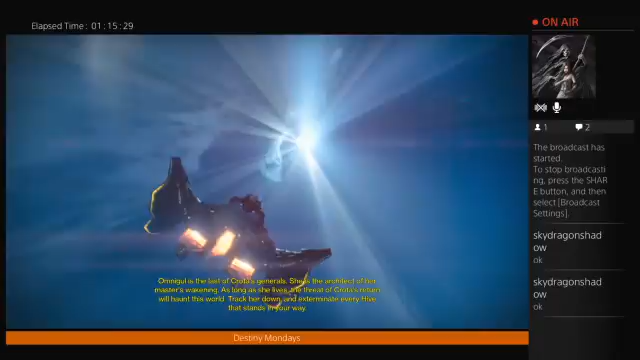 Elapsed Time : 01 : 15 : 29
ON AIR
1
2
The broadcast has
started.
To stop broadcasti
ng, press the SHAR
E button, and then
select [Broadcast
Settings].
skydragonshad
ow
ok
skydragonshad
ow
ok
Omnigul is the last of Crota's generals. She is the architect of her
master's wakening. As long as she lives, the threat of Crota's return
will haunt this world. Track her down, and exterminate every Hive
that stands in your way.
Destiny Mondays